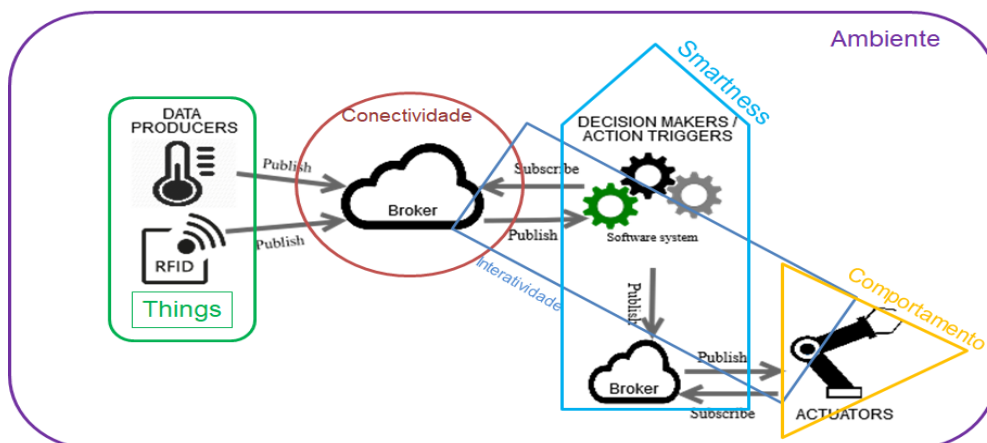 Ambiente
DATA
PRODUCERS
RFID
Things
Publish
Publish
Conectividade
Broker
Subscribe
Publish
Interatividade
Smartness
DECISION MAKERS /
ACTION TRIGGERS
Software system
Publish
Broker
Publish
Subscribe
Comportamento
ACTUATORS